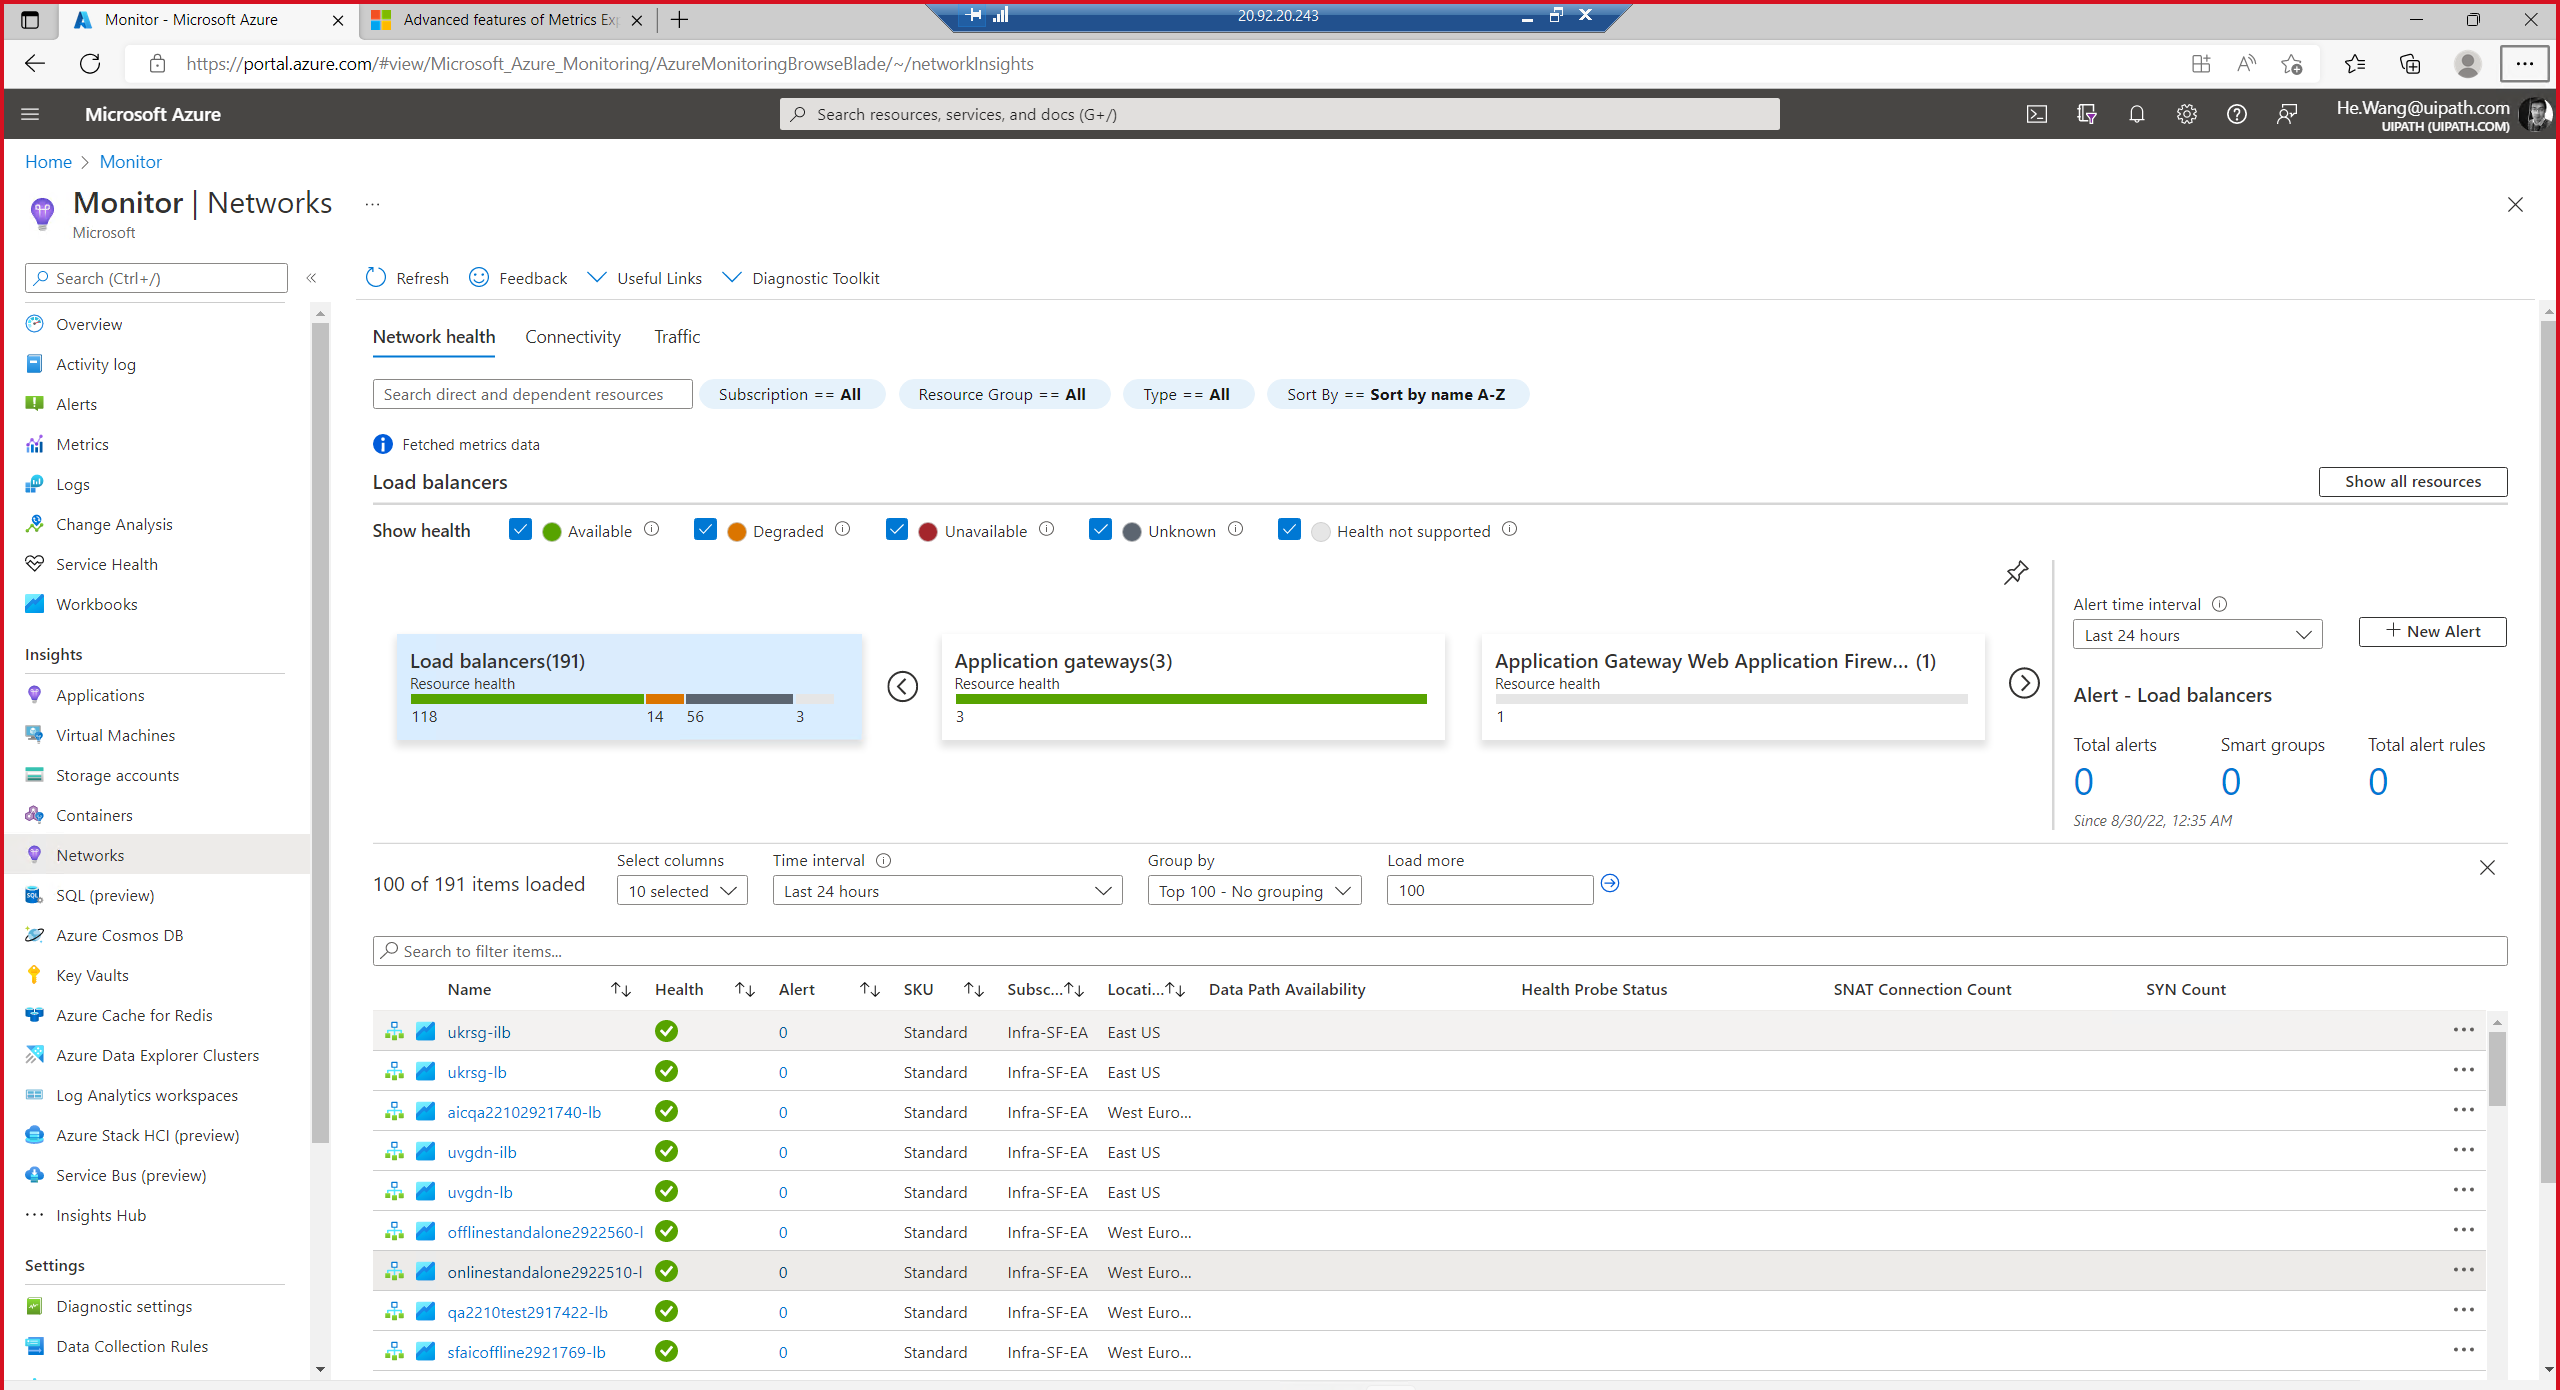 Monitor - Microsoft Azure
Advanced features of Metrics Exp
20.92.20.243
https://portal.azure.com/#view/Microsoft_Azure_Monitoring/AzureMonitoringBrowseBlade/~/networkInsights
Microsoft Azure
Search resources, services, and docs (G+/)
He.Wang@uipath.com
UIPATH (UIPATH.COM)
Home > Monitor
Monitor | Networks ...
Microsoft
Search (Ctrl+/)
«
Overview
Activity log
Alerts
Metrics
Logs
Change Analysis
Service Health
Workbooks
Insights
Applications
Virtual Machines
Storage accounts
Containers
Networks
SQL (preview)
Azure Cosmos DB
Key Vaults
Azure Cache for Redis
Azure Data Explorer Clusters
Log Analytics workspaces
Azure Stack HCI (preview)
Service Bus (preview)
Insights Hub
Settings
Diagnostic settings
Data Collection Rules
Refresh Feedback Useful Links Diagnostic Toolkit
Network health Connectivity Traffic
Search direct and dependent resources Subscription == All Resource Group == All Type == All Sort By == Sort by name A-Z
Fetched metrics data
Load balancers Show all resources
Show health Available Degraded Unavailable Unknown Health not supported
Load balancers(191)
Resource health
118 14 56 3
Application gateways(3)
Resource health
3
Application Gateway Web Application Firew... (1)
Resource health
1
Alert time interval
Last 24 hours
+ New Alert
Alert - Load balancers
Total alerts Smart groups Total alert rules
0 0 0
Since 8/30/22, 12:35 AM
100 of 191 items loaded
Select columns Time interval Group by Load more
10 selected Last 24 hours Top 100 - No grouping 100
Search to filter items...
Name Health Alert SKU Subsc... Locati... Data Path Availability Health Probe Status SNAT Connection Count SYN Count
ukrsg-ilb 0 Standard Infra-SF-EA East US ...
ukrsg-lb 0 Standard Infra-SF-EA East US ...
aicqa22102921740-lb 0 Standard Infra-SF-EA West Euro... ...
uvgdn-ilb 0 Standard Infra-SF-EA East US ...
uvgdn-lb 0 Standard Infra-SF-EA East US ...
offlinestandalone2922560-l 0 Standard Infra-SF-EA West Euro... ...
onlinestandalone2922510-l 0 Standard Infra-SF-EA West Euro... ...
qa2210test2917422-lb 0 Standard Infra-SF-EA West Euro... ...
sfaicoffline2921769-lb 0 Standard Infra-SF-EA West Euro... ...